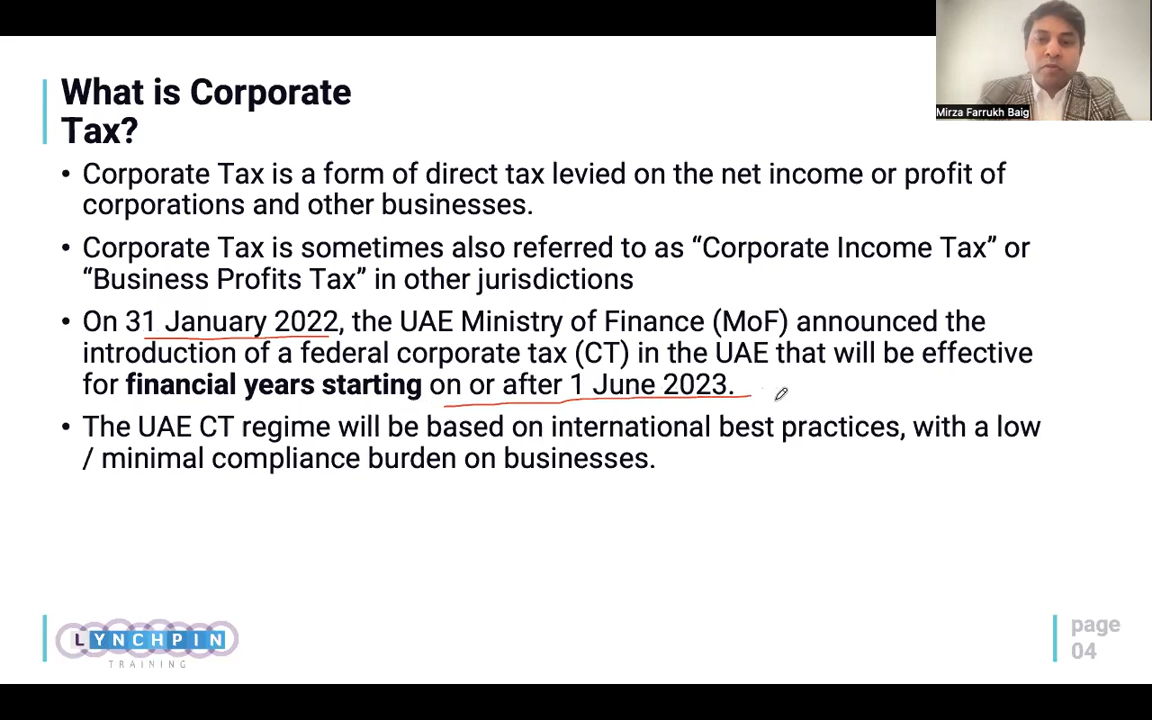 Mirza Farrukh Baig
What is Corporate
Tax?
• Corporate Tax is a form of direct tax levied on the net income or profit of
corporations and other businesses.
• Corporate Tax is sometimes also referred to as “Corporate Income Tax” or
“Business Profits Tax” in other jurisdictions
• On 31 January 2022, the UAE Ministry of Finance (MoF) announced the
introduction of a federal corporate tax (CT) in the UAE that will be effective
for financial years starting on or after 1 June 2023.
• The UAE CT regime will be based on international best practices, with a low
/ minimal compliance burden on businesses.
LYNCHPIN
TRAINING
page
04